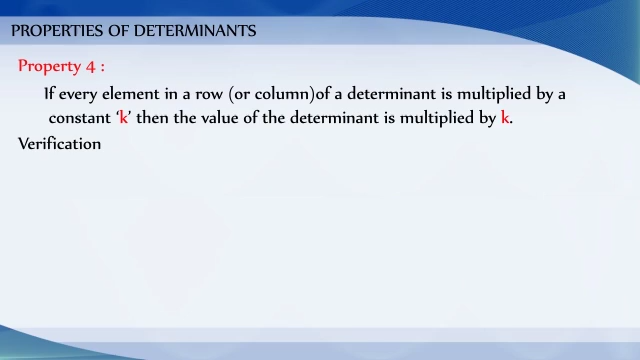 PROPERTIES OF DETERMINANTS
Property 4 :
If every element in a row (or column)of a determinant is multiplied by a
constant ‘k’ then the value of the determinant is multiplied by k.
Verification